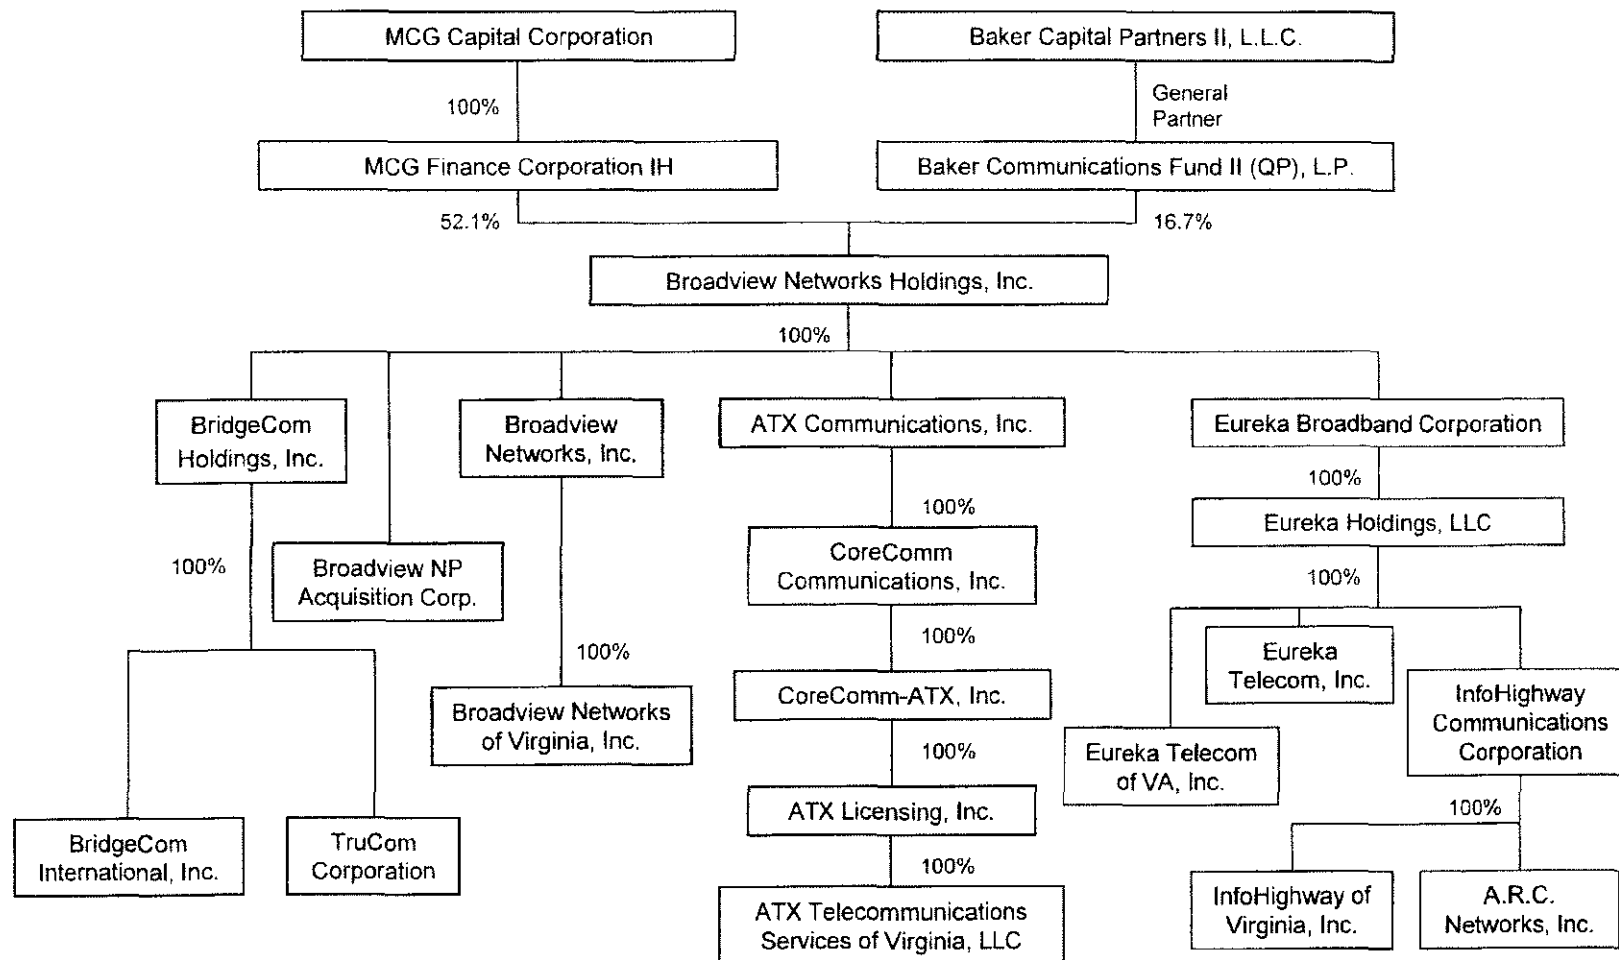 MCG Capital Corporation
Baker Capital Partners II, L.L.C.
100%
General
Partner
MCG Finance Corporation IH
Baker Communications Fund II (QP), L.P.
52.1%
16.7%
Broadview Networks Holdings, Inc.
100%
BridgeCom
Holdings, Inc.
Broadview
Networks, Inc.
ATX Communications, Inc.
Eureka Broadband Corporation
100%
100%
Eureka Holdings, LLC
100%
Broadview NP
Acquisition Corp.
CoreComm
Communications, Inc.
100%
100%
100%
Eureka
Telecom, Inc.
Broadview Networks
of Virginia, Inc.
CoreComm-ATX, Inc.
InfoHighway
Communications
Corporation
Eureka Telecom
of VA, Inc.
100%
ATX Licensing, Inc.
100%
BridgeCom
International, Inc.
TruCom
Corporation
100%
ATX Telecommunications
Services of Virginia, LLC
InfoHighway of
Virginia, Inc.
A.R.C.
Networks, Inc.